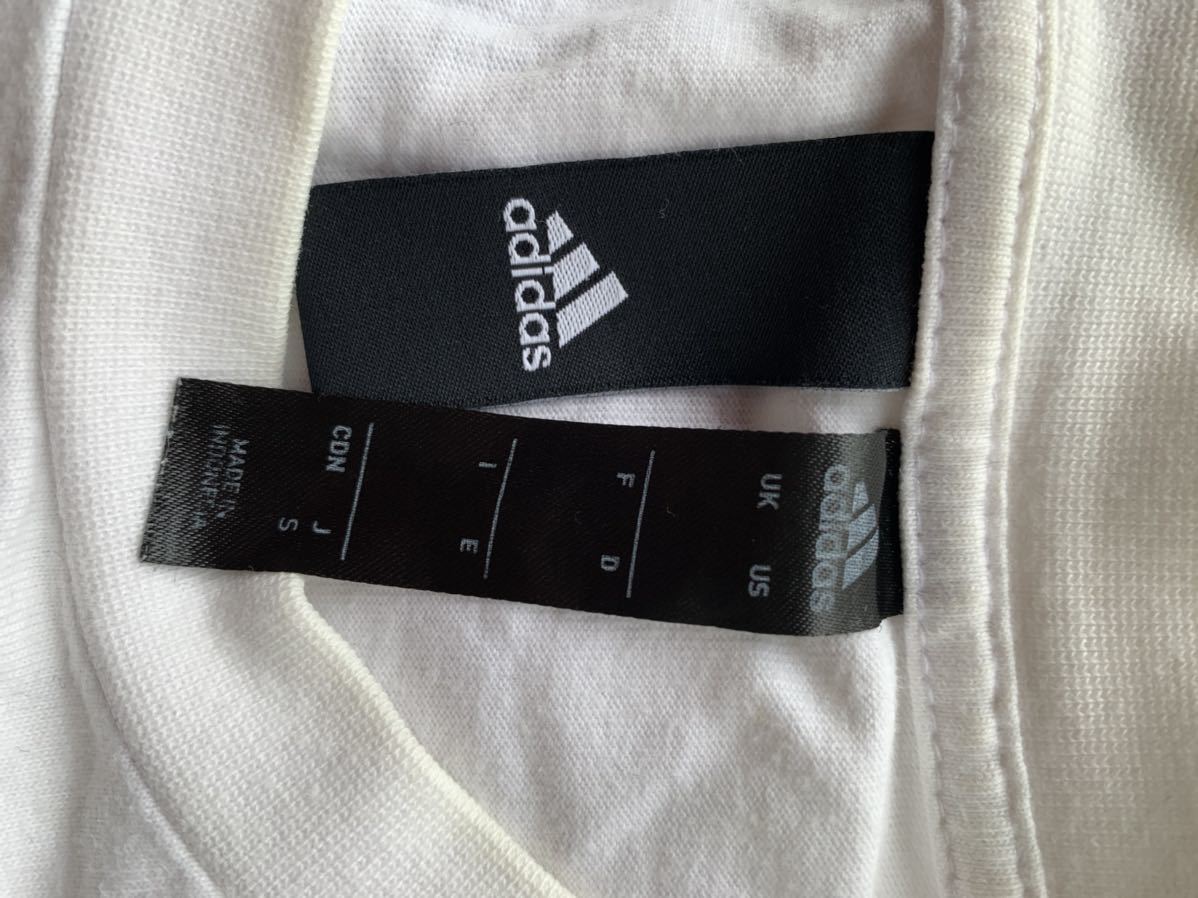 adidas
adidas
UK US
F D
I E
CDN J
S
MADE IN
INDONESIA